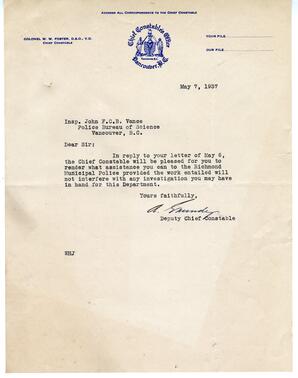 ADDRESS ALL CORRESPONDENCE TO THE CHIEF CONSTABLE
COLONEL W. W. FOSTER, D.S.O., V.D.
CHIEF CONSTABLE
Chief Constable's Office
Vancouver, B.C.
YOUR FILE
OUR FILE
May 7, 1937
Insp. John F.C.B. Vance
Police Bureau of Science
Vancouver, B.C.
Dear Sir:
In reply to your letter of May 6,
the Chief Constable will be pleased for you to
render what assistance you can to the Richmond
Municipal Police provided the work entailed will not
interfere with any investigation you may have
in hand for this Department.
Yours faithfully,
Deputy Chief Constable